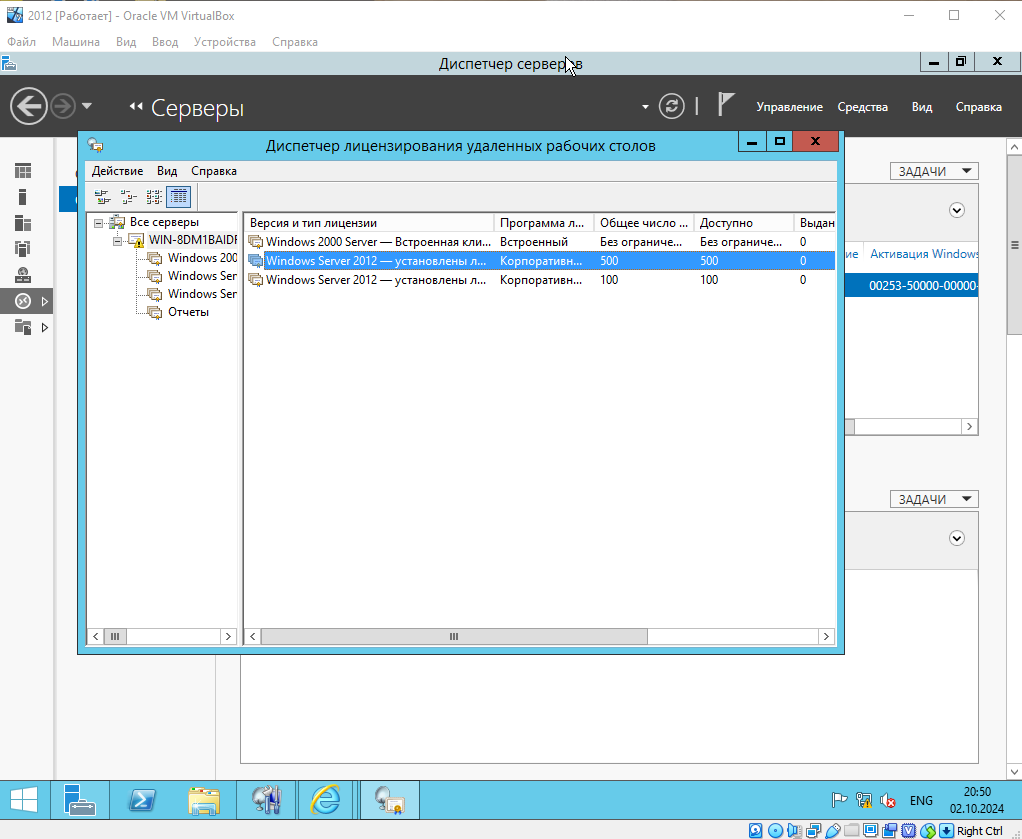 2012 [Работает] - Oracle VM VirtualBox
Файл Машина Вид Ввод Устройства Справка
Диспетчер серверов
Серверы
Управление Средства Вид Справка
Диспетчер лицензирования удаленных рабочих столов
Действие Вид Справка
ЗАДАЧИ
Все серверы
WIN-8DM1BAIDF
Windows 200
Windows Ser
Windows Ser
Отчеты
Версия и тип лицензии Программа л... Общее число ... Доступно Выдан
Windows 2000 Server — Встроенная кли... Встроенный Без ограниче... Без ограниче... 0
Windows Server 2012 — установлены л... Корпоративн... 500 500 0
Windows Server 2012 — установлены л... Корпоративн... 100 100 0
ие Активация Windows
00253-50000-00000-
ЗАДАЧИ
ENG
20:50
02.10.2024
Right Ctrl